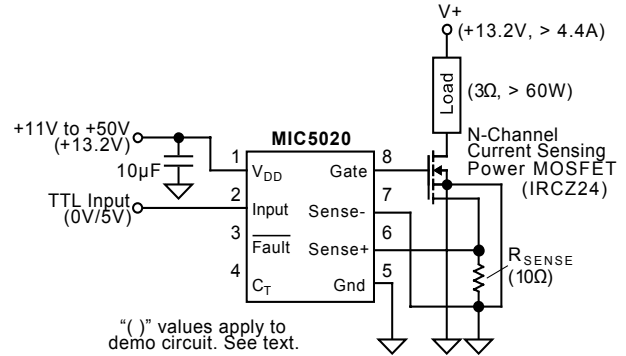 V+
(+13.2V, > 4.4A)
Load
(3Ω, > 60W)
+11V to +50V
(+13.2V)
10µF
MIC5020
N-Channel
Current Sensing
Power MOSFET
(IRCZ24)
1
VDD
Gate
8
TTL Input
(0V/5V)
2
Input
Sense-
7
3
Fault
Sense+
6
4
CT
Gnd
5
RSENSE
(10Ω)
“( )” values apply to
demo circuit. See text.